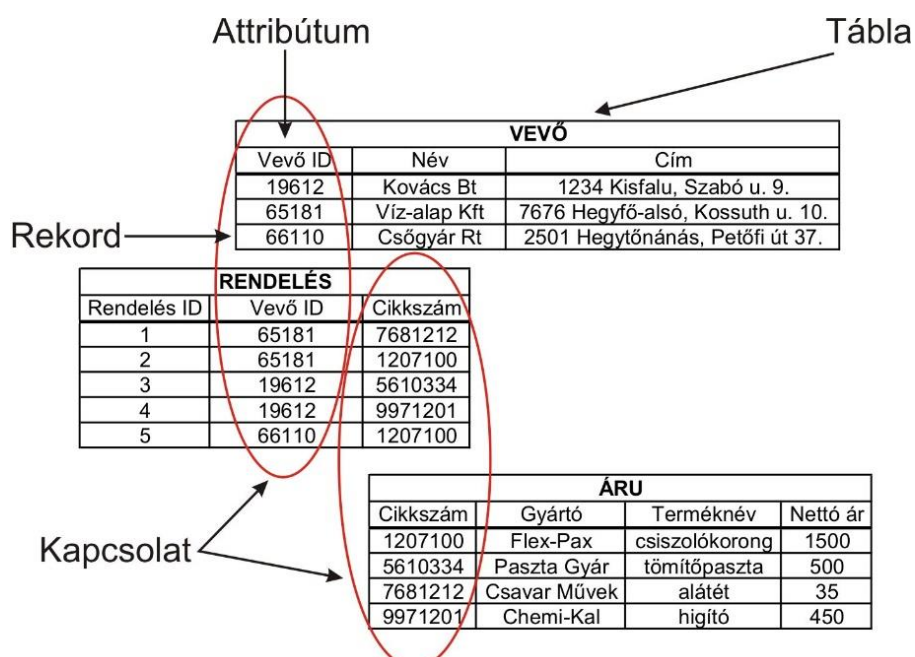 Attribútum
Tábla
VEVŐ
Vevő ID Név Cím
19612 Kovács Bt 1234 Kisfalu, Szabó u. 9.
65181 Víz-alap Kft 7676 Hegyfő-alsó, Kossuth u. 10.
66110 Csőgyár Rt 2501 Hegytőnánás, Petőfi út 37.
Rekord
RENDELÉS
Rendelés ID Vevő ID Cikkszám
1 65181 7681212
2 65181 1207100
3 19612 5610334
4 19612 9971201
5 66110 1207100
Kapcsolat
ÁRU
Cikkszám Gyártó Terméknév Nettó ár
1207100 Flex-Pax csiszolókorong 1500
5610334 Paszta Gyár tömítőpaszta 500
7681212 Csavar Művek alátét 35
9971201 Chemi-Kal higító 450